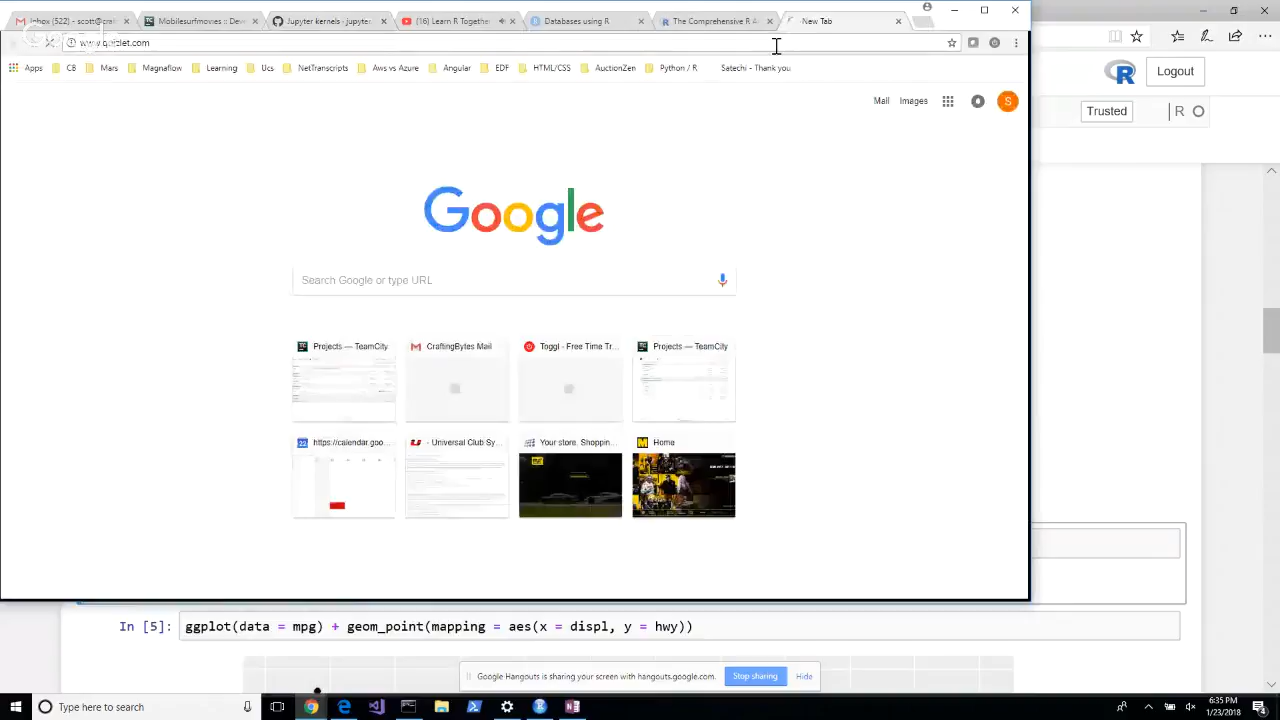 Inbox (522) - scott@craft
Mobilesurfmoves :: Deve
Jupyter kernels · jupyter
[16] Learn R Together
Databases using R
The Comprehensive R A
New Tab
Apps
CB
Mars
Magnaflow
Learning
Ucs
NetTranscripts
Aws vs Azure
Angular
EDF
HTML/CSS
AuctionZen
Python / R
Satechi - Thank you
Mail
Images
S
Logout
Trusted
R
Google
Search Google or type URL
Projects — TeamCity
CraftingBytes Mail
Toggl - Free Time Tr...
Projects — TeamCity
https://calendar.goo...
- Universal Club Sy...
Your store. Shoppin...
Home
In [5]: ggplot(data = mpg) + geom_point(mapping = aes(x = displ, y = hwy))
Google Hangouts is sharing your screen with hangouts.google.com.
Stop sharing
Hide
Type here to search
6:35 PM
1/23/2018